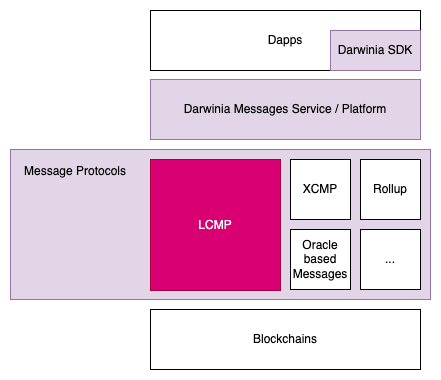 Dapps
Darwinia SDK
Darwinia Messages Service / Platform
Message Protocols
LCMP
XCMP
Rollup
Oracle
based
Messages
...
Blockchains